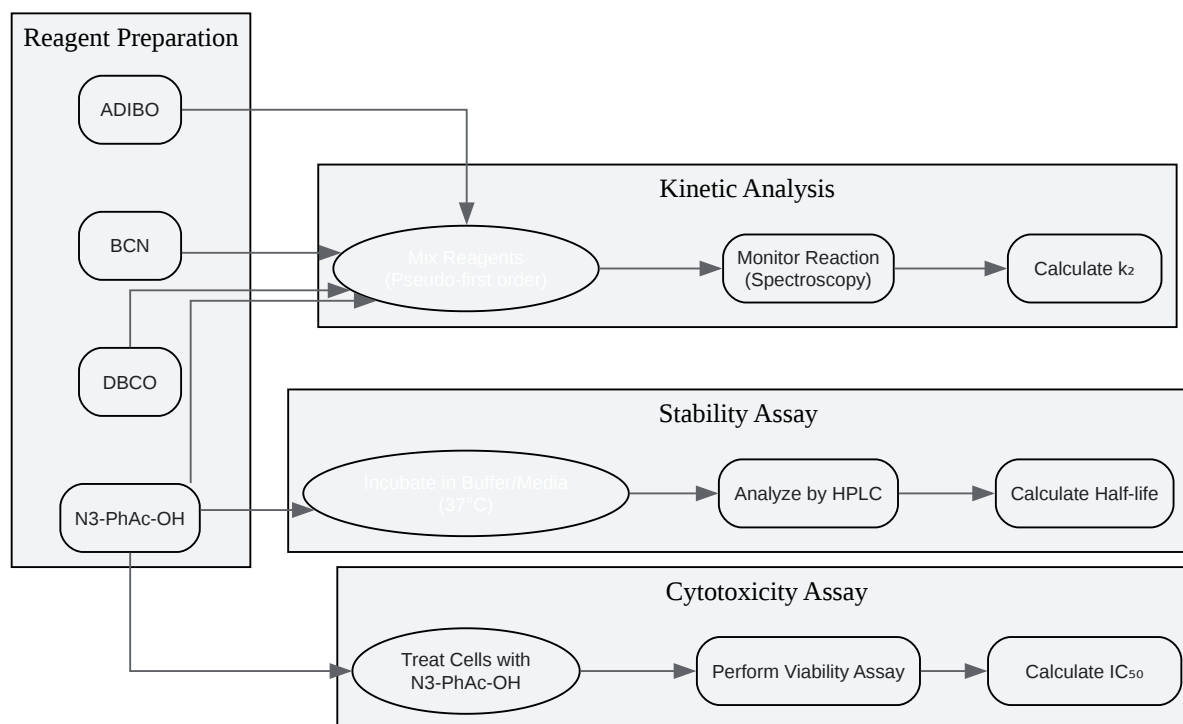 Reagent Preparation
ADIBO
BCN
DBCO
N3-PhAc-OH
Kinetic Analysis
Mix Reagents
(Pseudo-first order)
Monitor Reaction
(Spectroscopy)
Calculate k₂
Stability Assay
Incubate in Buffer/Media
(37°C)
Analyze by HPLC
Calculate Half-life
Cytotoxicity Assay
Treat Cells with
N3-PhAc-OH
Perform Viability Assay
Calculate IC₅₀